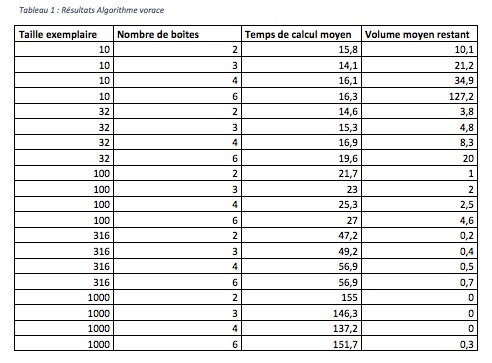 Tableau 1 : Résultats Algorithme vorace
Taille exemplaire Nombre de boites Temps de calcul moyen Volume moyen restant
10 2 15,8 10,1
10 3 14,1 21,2
10 4 16,1 34,9
10 6 16,3 127,2
32 2 14,6 3,8
32 3 15,3 4,8
32 4 16,9 8,3
32 6 19,6 20
100 2 21,7 1
100 3 23 2
100 4 25,3 2,5
100 6 27 4,6
316 2 47,2 0,2
316 3 49,2 0,4
316 4 56,9 0,5
316 6 56,9 0,7
1000 2 155 0
1000 3 146,3 0
1000 4 137,2 0
1000 6 151,7 0,3